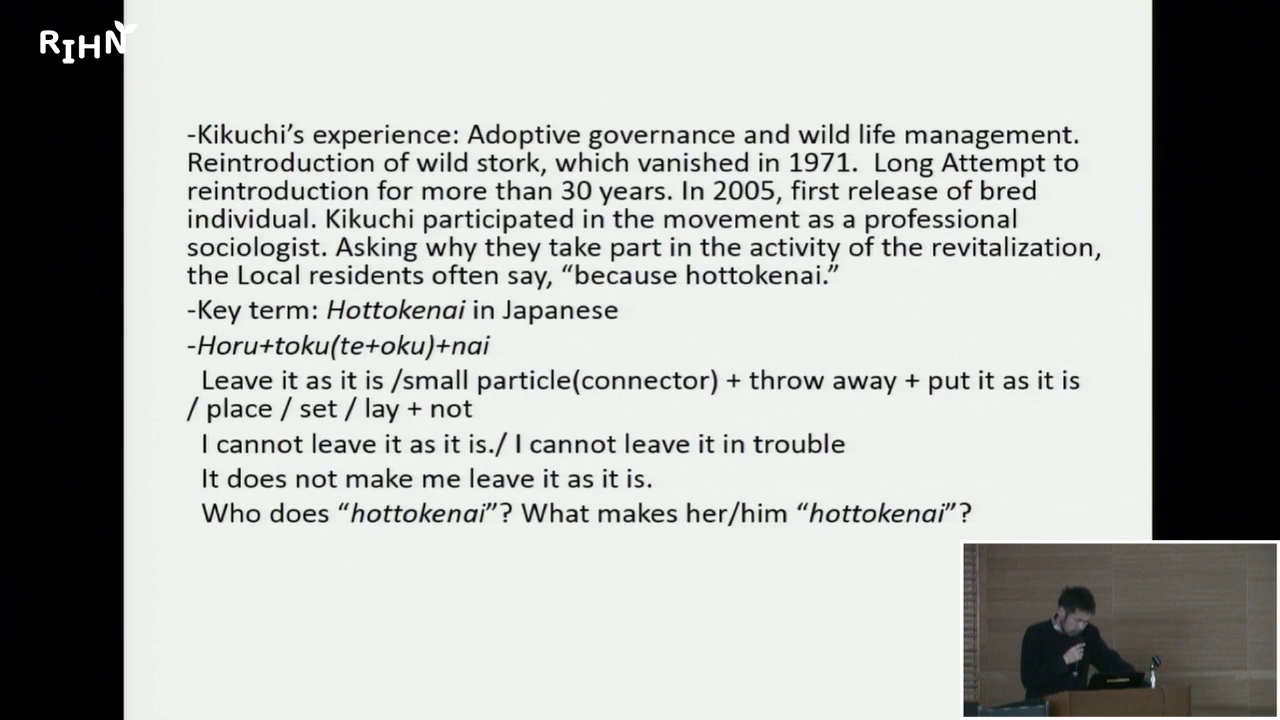 RIHN
-Kikuchi’s experience: Adoptive governance and wild life management.
Reintroduction of wild stork, which vanished in 1971.  Long Attempt to
reintroduction for more than 30 years. In 2005, first release of bred
individual. Kikuchi participated in the movement as a professional
sociologist. Asking why they take part in the activity of the revitalization,
the Local residents often say, “because hottokenai.”
-Key term: Hottokenai in Japanese
-Horu+toku(te+oku)+nai
Leave it as it is /small particle(connector) + throw away + put it as it is
/ place / set / lay + not
I cannot leave it as it is./ I cannot leave it in trouble
It does not make me leave it as it is.
Who does “hottokenai”? What makes her/him “hottokenai”?